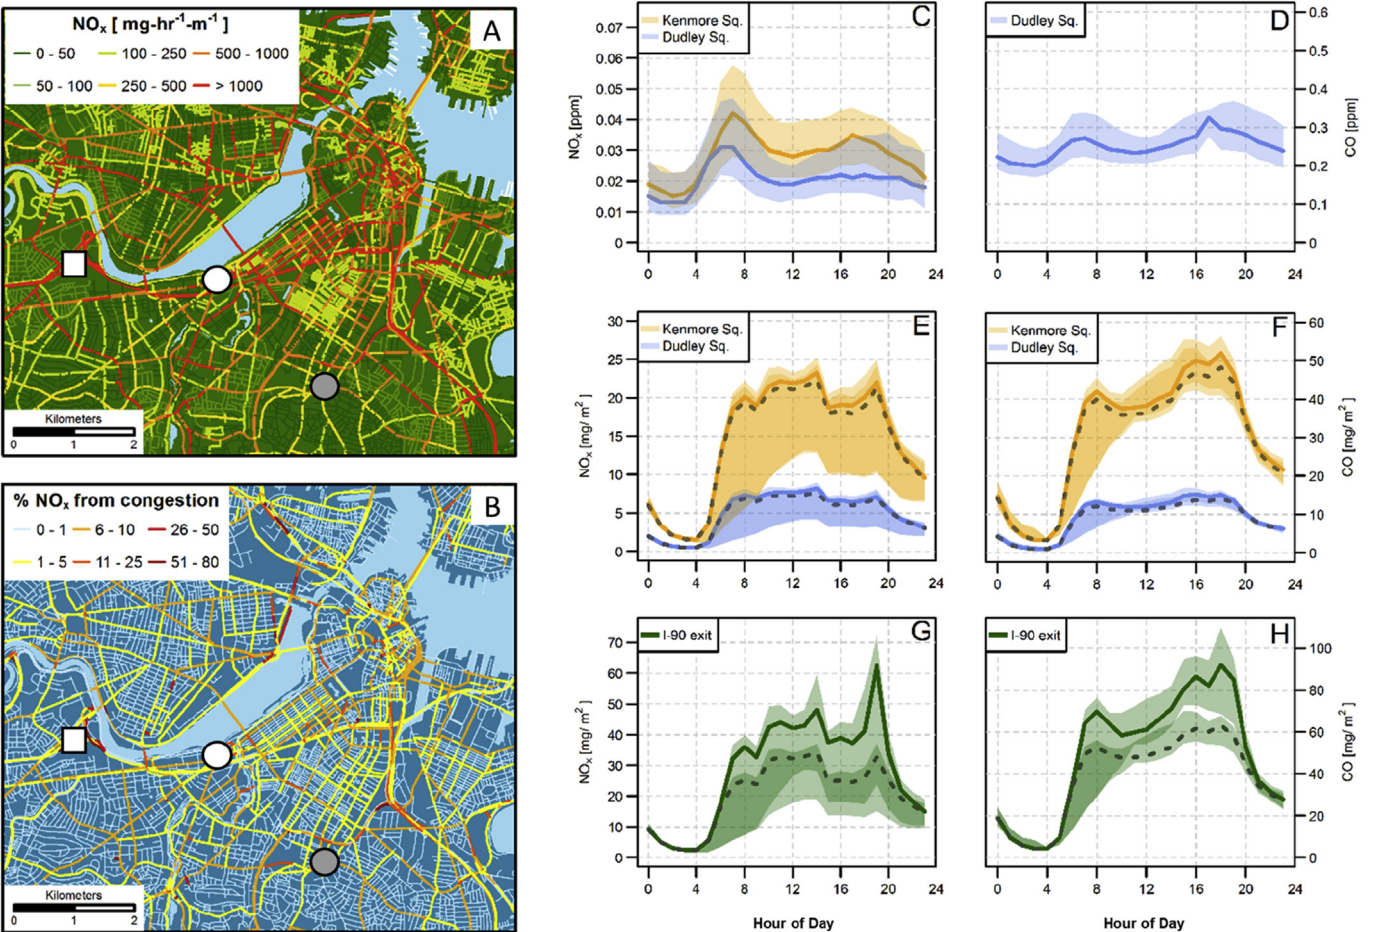 A
NOx [ mg-hr-1-m-1 ]
0 - 50
100 - 250
500 - 1000
50 - 100
250 - 500
> 1000
Kilometers
0 1 2
B
% NOx from congestion
0 - 1
6 - 10
26 - 50
1 - 5
11 - 25
51 - 80
Kilometers
0 1 2
C
Kenmore Sq.
Dudley Sq.
NOx [ppm]
0.07
0.06
0.05
0.04
0.03
0.02
0.01
0
0 4 8 12 16 20 24
D
Dudley Sq.
CO [ppm]
0.6
0.5
0.4
0.3
0.2
0.1
0
0 4 8 12 16 20 24
E
Kenmore Sq.
Dudley Sq.
NOx [mg/ m2 ]
30
25
20
15
10
5
0
0 4 8 12 16 20 24
F
Kenmore Sq.
Dudley Sq.
CO [mg/ m2 ]
60
50
40
30
20
10
0
0 4 8 12 16 20 24
G
I-90 exit
NOx [mg/ m2 ]
70
60
50
40
30
20
10
0
0 4 8 12 16 20 24
H
I-90 exit
CO [mg/ m2 ]
100
80
60
40
20
0
0 4 8 12 16 20 24
Hour of Day
Hour of Day